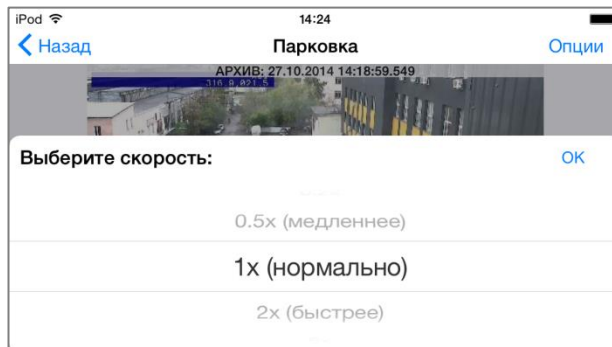 iPod 14:24
Назад Парковка Опции
АРХИВ: 27.10.2014 14:18:59.549
Выберите скорость: ОК
0.5x (медленнее)
1x (нормально)
2x (быстрее)